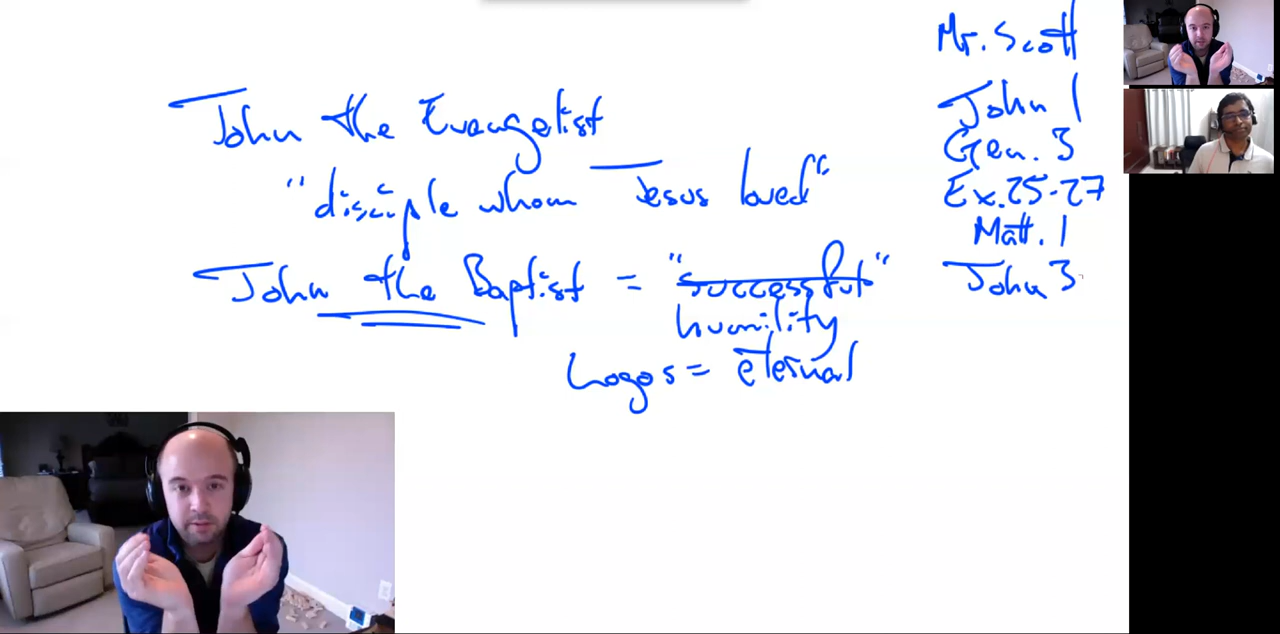 John the Evangelist
"disciple whom Jesus loved"
John the Baptist = "successful"
humility
Logos = eternal
Mr. Scott
John 1
Gen. 3
Ex. 25-27
Matt. 1
John 3